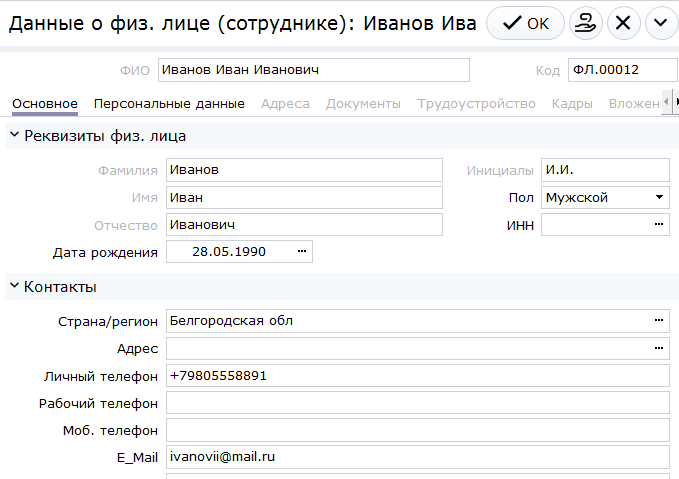 Данные о физ. лице (сотруднике): Иванов Ива OK
ФИО Иванов Иван Иванович Код ФЛ.00012
Основное Персональные данные Адреса Документы Трудоустройство Кадры Вложен
Реквизиты физ. лица
Фамилия Иванов Инициалы И.И.
Имя Иван Пол Мужской
Отчество Иванович ИНН ...
Дата рождения 28.05.1990 ...
Контакты
Страна/регион Белгородская обл ...
Адрес ...
Личный телефон +79805558891
Рабочий телефон
Моб. телефон
E_Mail ivanovii@mail.ru